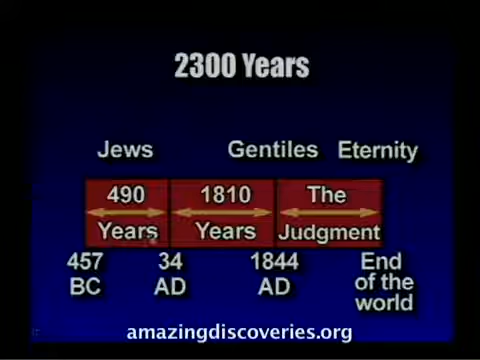 2300 Years
Jews Gentiles Eternity
490 1810 The
Years Years Judgment
457 34 1844 End
BC AD AD of the
world
amazingdiscoveries.org